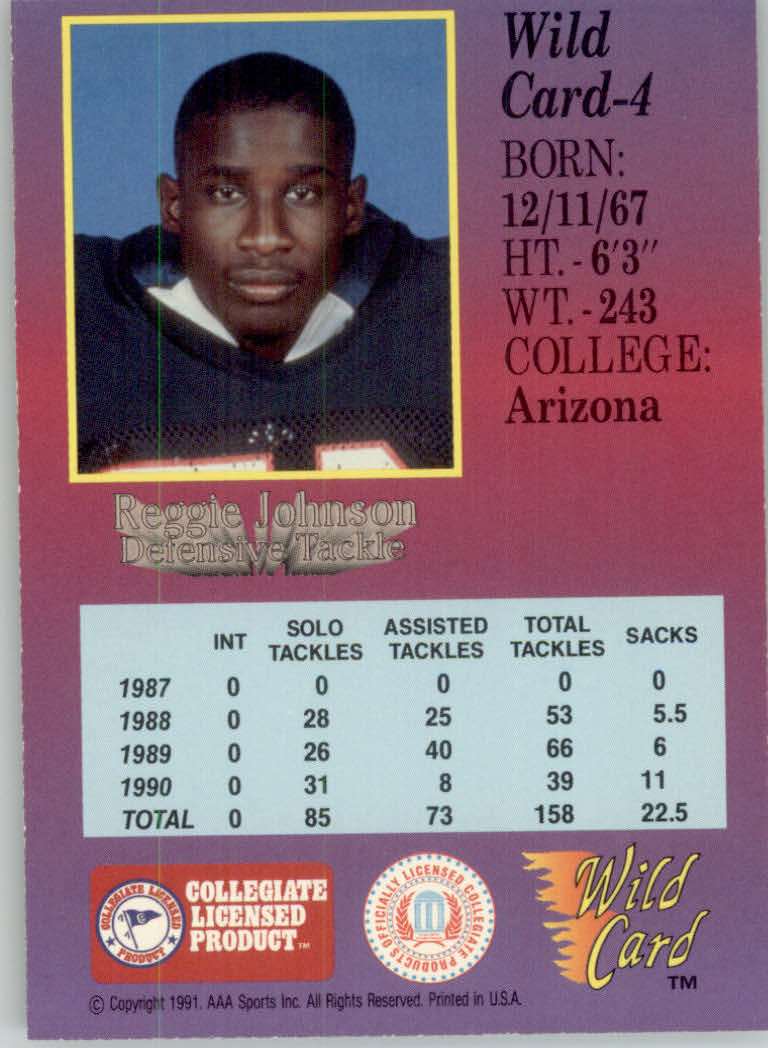 Wild
Card-4
BORN:
12/11/67
HT. - 6'3"
WT. - 243
COLLEGE:
Arizona
Reggie Johnson
Defensive Tackle
INT SOLO TACKLES ASSISTED TACKLES TOTAL TACKLES SACKS
1987 0 0 0 0 0
1988 0 28 25 53 5.5
1989 0 26 40 66 6
1990 0 31 8 39 11
TOTAL 0 85 73 158 22.5
COLLEGIATE LICENSED PRODUCT
COLLEGIATE
LICENSED
PRODUCT™
OFFICIALLY LICENSED COLLEGIATE PRODUCTS
Wild
Card
TM
© Copyright 1991. AAA Sports Inc. All Rights Reserved. Printed in U.S.A.